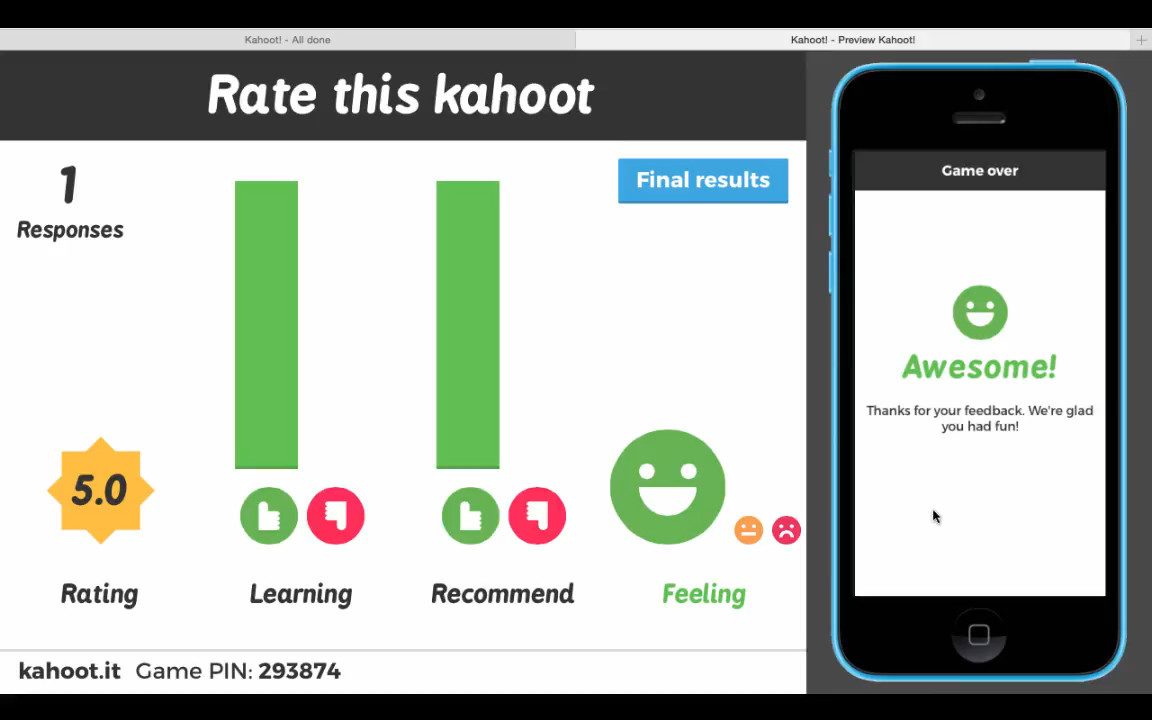 Kahoot! - All done
Kahoot! - Preview Kahoot!
Rate this kahoot
1
Responses
Final results
5.0
Rating
Learning
Recommend
Feeling
kahoot.it Game PIN: 293874
Game over
Awesome!
Thanks for your feedback. We're glad
you had fun!